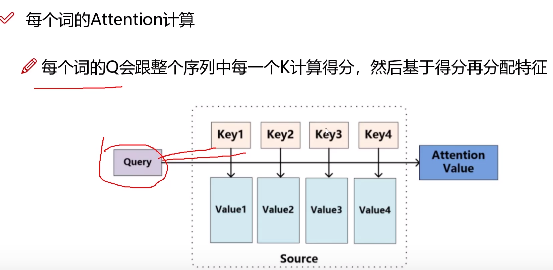 每个词的Attention计算
每个词的Q会跟整个序列中每一个K计算得分，然后基于得分再分配特征
Key1 Key2 Key3 Key4
Query
Attention
Value
Value1 Value2 Value3 Value4
Source